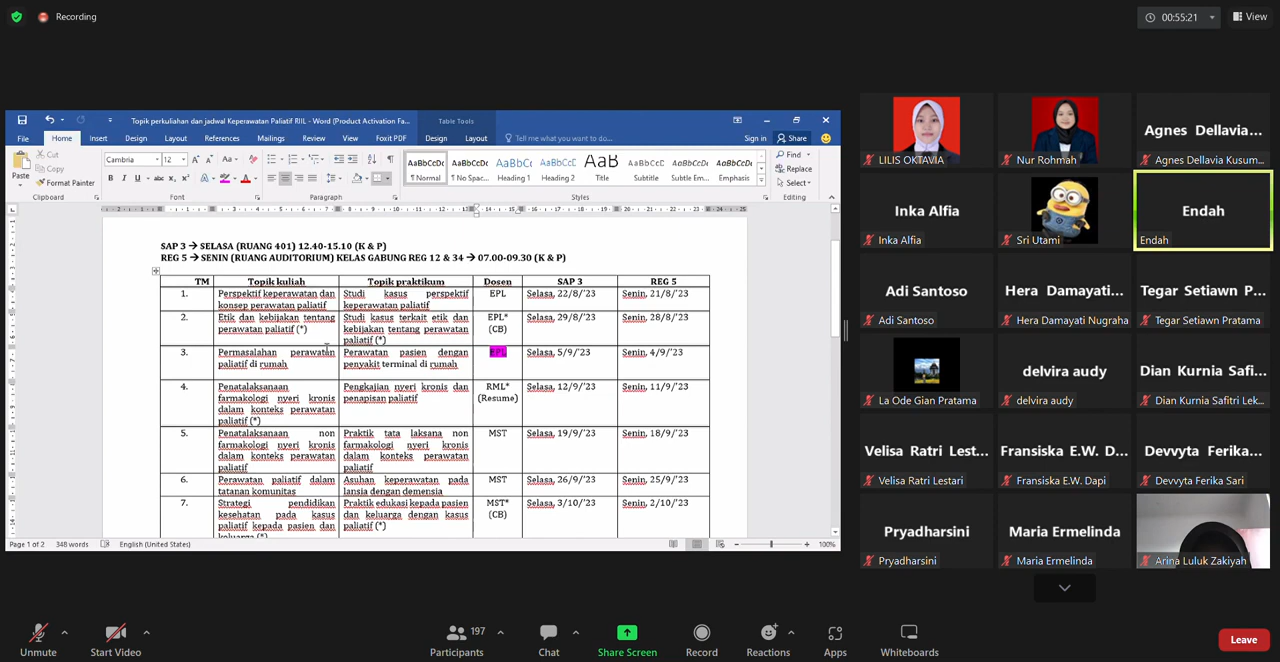 Recording
00:55:21
View
Topik perkuliahan dan jadwal Keperawatan Paliatif RIIL - Word (Product Activation Fa...
Table Tools
File
Home
Insert
Design
Layout
References
Mailings
Review
View
Foxit PDF
Design
Layout
Tell me what you want to do...
Sign in
Share
Paste
Cut
Copy
Format Painter
Clipboard
Cambria
12
Font
Paragraph
AaBbCcDc
¶ Normal
AaBbCcDc
¶ No Spac...
AaBbCc
Heading 1
AaBbCcC
Heading 2
AaB
Title
AaBbCcC
Subtitle
AaBbCcDc
Subtle Em...
AaBbCcDc
Emphasis
Styles
Find
Replace
Select
Editing
SAP 3 → SELASA (RUANG 401) 12.40-15.10 (K & P)
REG 5 → SENIN (RUANG AUDITORIUM) KELAS GABUNG REG 12 & 34 → 07.00-09.30 (K & P)
TM Topik kuliah Topik praktikum Dosen SAP 3 REG 5
1. Perspektif keperawatan dan konsep perawatan paliatif
Studi kasus perspektif keperawatan paliatif
EPL
Selasa, 22/8/'23
Senin, 21/8/'23
2. Etik dan kebijakan tentang perawatan paliatif (*)
Studi kasus terkait etik dan kebijakan tentang perawatan paliatif (*)
EPL* (CB)
Selasa, 29/8/'23
Senin, 28/8/'23
3. Permasalahan perawatan paliatif di rumah
Perawatan pasien dengan penyakit terminal di rumah
EPL
Selasa, 5/9/'23
Senin, 4/9/'23
4. Penatalaksanaan farmakologi nyeri kronis dalam konteks perawatan paliatif (*)
Pengkajian nyeri kronis dan penapisan paliatif
RML* (Resume)
Selasa, 12/9/'23
Senin, 11/9/'23
5. Penatalaksanaan non farmakologi nyeri kronis dalam konteks perawatan paliatif
Praktik tata laksana non farmakologi nyeri kronis dalam konteks perawatan paliatif
MST
Selasa, 19/9/'23
Senin, 18/9/'23
6. Perawatan paliatif dalam tatanan komunitas
Asuhan keperawatan pada lansia dengan demensia
MST
Selasa, 26/9/'23
Senin, 25/9/'23
7. Strategi pendidikan kesehatan pada kasus paliatif kepada pasien dan keluarga (*)
Praktik edukasi kepada pasien dan keluarga dengan kasus paliatif (*)
MST* (CB)
Selasa, 3/10/'23
Senin, 2/10/'23
Page 1 of 2
348 words
English (United States)
100%
LILIS OKTAVIA
Nur Rohmah
Agnes Dellavia...
Agnes Dellavia Kusum...
Inka Alfia
Inka Alfia
Sri Utami
Endah
Endah
Adi Santoso
Adi Santoso
Hera Damayati...
Hera Damayati Nugraha
Tegar Setiawn P...
Tegar Setiawn Pratama
La Ode Gian Pratama
delvira audy
delvira audy
Dian Kurnia Safi...
Dian Kurnia Safitri Lek...
Velisa Ratri Lest...
Velisa Ratri Lestari
Fransiska E.W. D...
Fransiska E.W. Dapi
Devvyta Ferika...
Devvyta Ferika Sari
Pryadharsini
Pryadharsini
Maria Ermelinda
Maria Ermelinda
Arina Luluk Zakiyah
Unmute
Start Video
197
Participants
Chat
Share Screen
Record
Reactions
Apps
Whiteboards
Leave